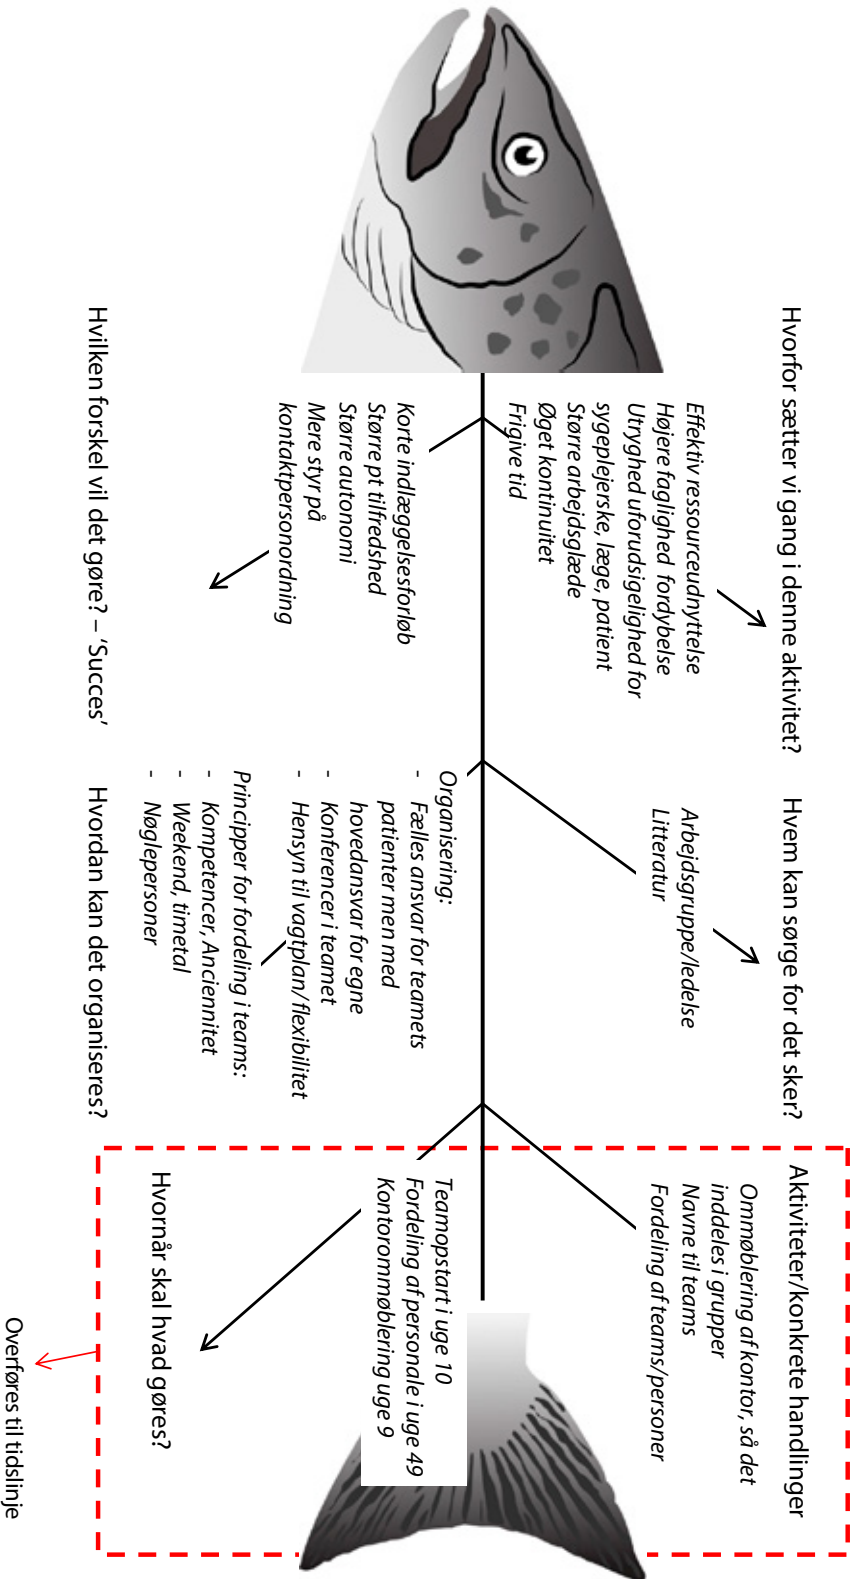 Hvorfor sætter vi gang i denne aktivitet?
Effektiv ressourceudnyttelse
Højere faglighed fordybelse
Utryghed uforudsigelighed for
sygeplejerske, læge, patient
Større arbejdsglæde
Øget kontinuitet
Frigive tid
Hvem kan sørge for det sker?
Arbejdsgruppe/ledelse
Litteratur
Aktiviteter/konkrete handlinger
Ommøblering af kontor, så det
inddeles i grupper
Navne til teams
Fordeling af teams/personer
Korte indlæggelsesforløb
Større pt tilfredshed
Større autonomi
Mere styr på
kontaktpersonordning
Hvilken forskel vil det gøre? – ’Succes’
Organisering:
- Fælles ansvar for teamets
patienter men med
hovedansvar for egne
- Konferencer i teamet
- Hensyn til vagtplan/ flexibilitet
Principper for fordeling i teams:
- Kompetencer, Anciennitet
- Weekend, timetal
- Nøglepersoner
Hvordan kan det organiseres?
Teamopstart i uge 10
Fordeling af personale i uge 49
Kontorommøblering uge 9
Hvornår skal hvad gøres?
Overføres til tidslinje